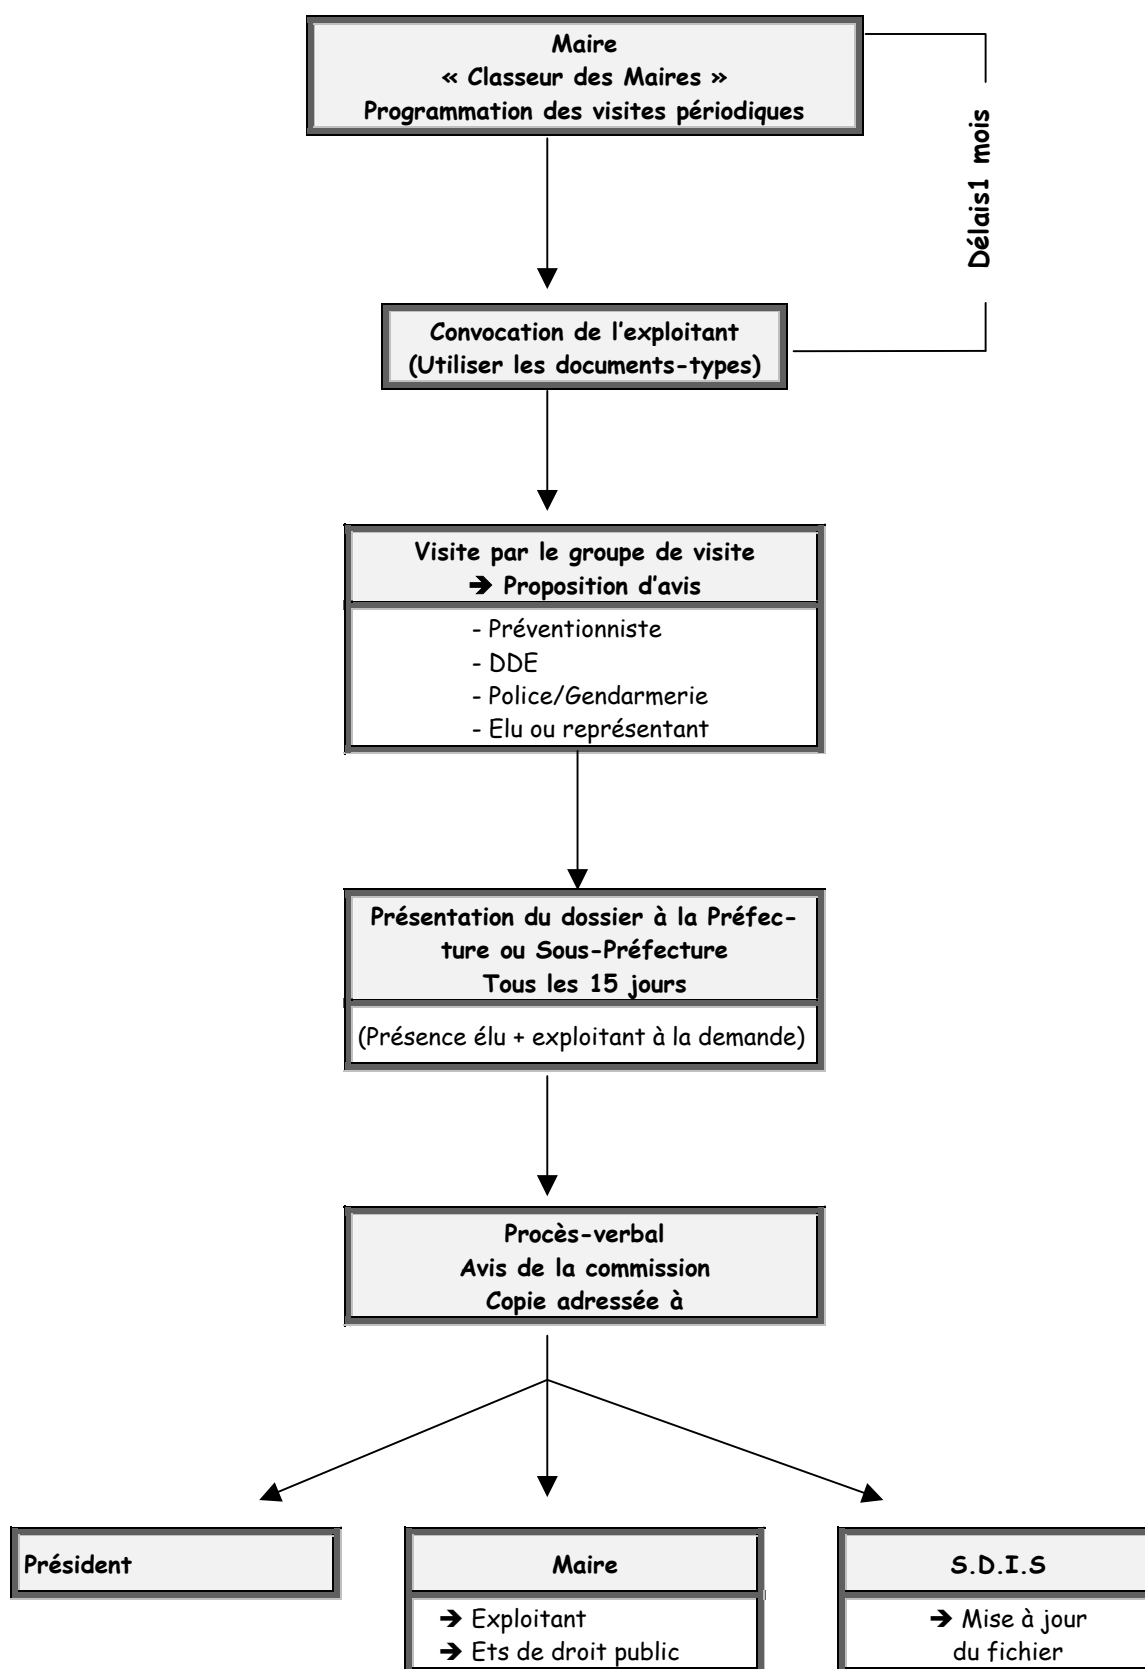 Maire
« Classeur des Maires »
Programmation des visites périodiques
Délais1 mois
Convocation de l'exploitant
(Utiliser les documents-types)
Visite par le groupe de visite
➔ Proposition d'avis
- Préventionniste
- DDE
- Police/Gendarmerie
- Elu ou représentant
Présentation du dossier à la Préfec-
ture ou Sous-Préfecture
Tous les 15 jours
(Présence élu + exploitant à la demande)
Procès-verbal
Avis de la commission
Copie adressée à
Président
Maire
➔ Exploitant
➔ Ets de droit public
S.D.I.S
➔ Mise à jour
du fichier